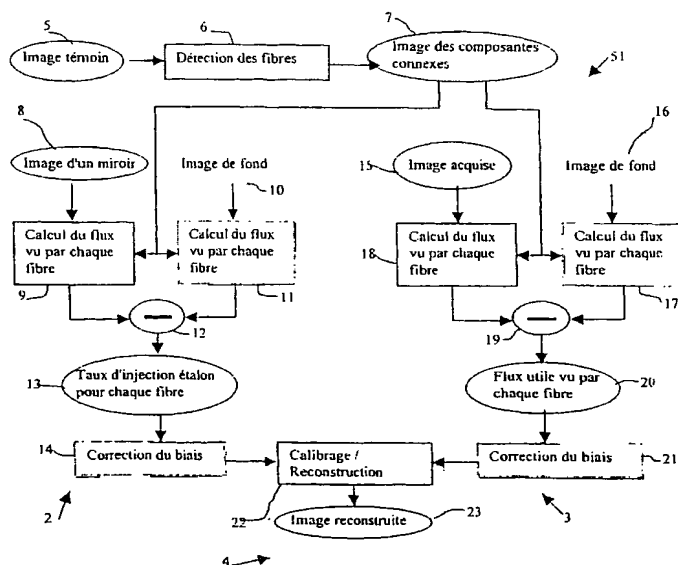 5
6
7
Image témoin
Détection des fibres
Image des composantes
connexes
51
8
16
Image d'un miroir
Image de fond
10
15
Image acquise
Image de fond
Calcul du flux
vu par chaque
fibre
Calcul du flux
vu par chaque
fibre
18
Calcul du flux
vu par chaque
fibre
Calcul du flux
vu par chaque
fibre
9
11
17
12
19
13
Taux d'injection étalon
pour chaque fibre
Flux utile vu par
chaque fibre
20
14
Correction du biais
Calibrage /
Reconstruction
Correction du biais
21
2
22
Image reconstruite
23
3
4